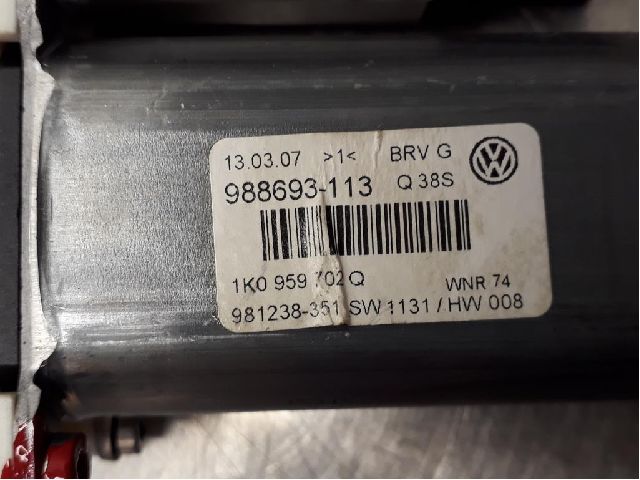 13.03.07 >1< BRV G
988693-113 Q 38S
1K0 959 702 Q WNR 74
981238-351 SW 1131 / HW 008